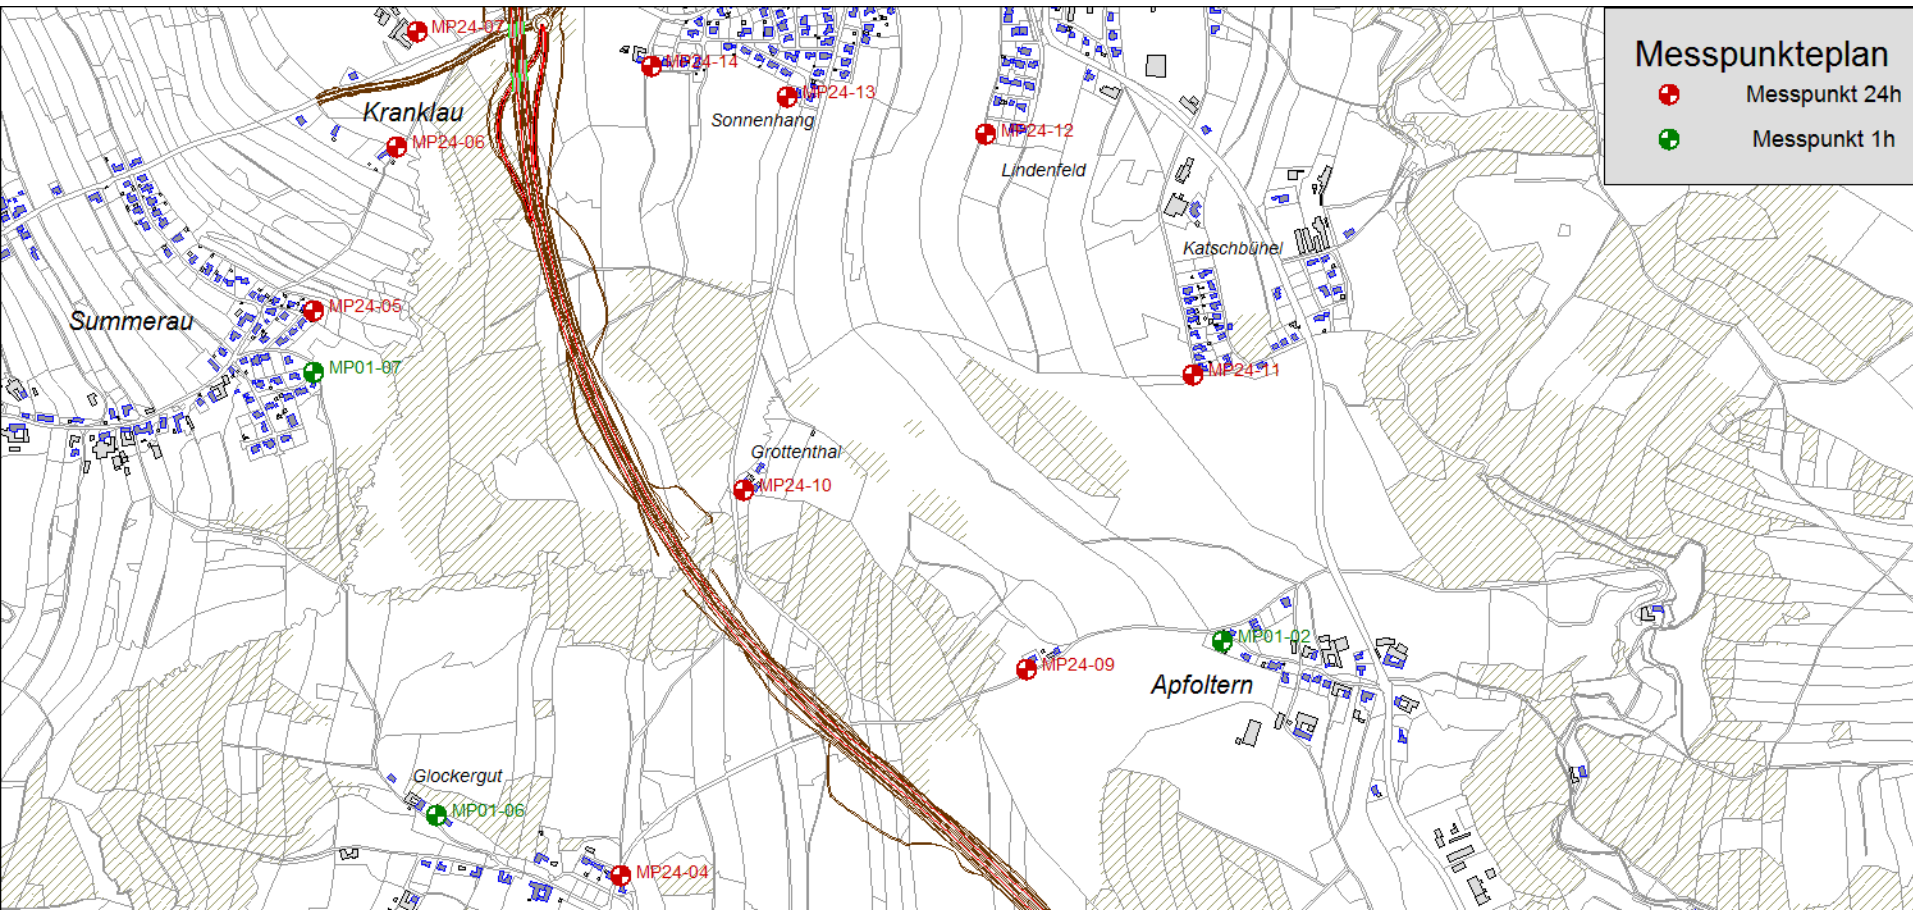 Messpunkteplan
Messpunkt 24h
Messpunkt 1h
MP24-07
MP24-14
MP24-13
Kranklau
Sonnenhang
MP24-12
MP24-06
Lindenfeld
Katschbühel
MP24-05
Summerau
MP01-07
MP24-11
Grottenthal
MP24-10
MP01-02
MP24-09
Apfoltern
Glockergut
MP01-06
MP24-04